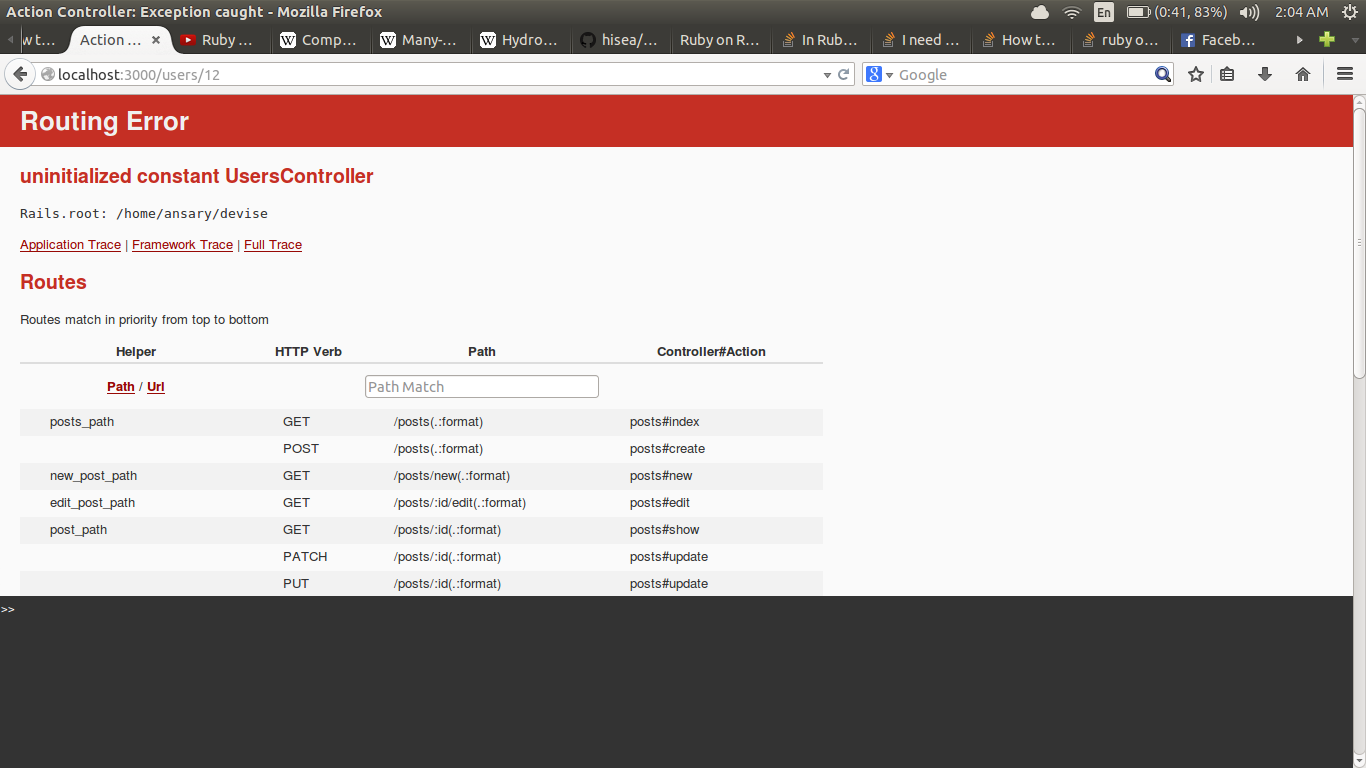 Action Controller: Exception caught - Mozilla Firefox
En (0:41, 83%) 2:04 AM
w t... Action ... Ruby ... Comp... Many-... Hydro... hisea/... Ruby on R... In Rub... I need ... How t... ruby o... Faceb...
localhost:3000/users/12
Google
Routing Error
uninitialized constant UsersController
Rails.root: /home/ansary/devise
Application Trace | Framework Trace | Full Trace
Routes
Routes match in priority from top to bottom
Helper HTTP Verb Path Controller#Action
Path / Url Path Match
posts_path GET /posts(.:format) posts#index
POST /posts(.:format) posts#create
new_post_path GET /posts/new(.:format) posts#new
edit_post_path GET /posts/:id/edit(.:format) posts#edit
post_path GET /posts/:id(.:format) posts#show
PATCH /posts/:id(.:format) posts#update
PUT /posts/:id(.:format) posts#update
>>